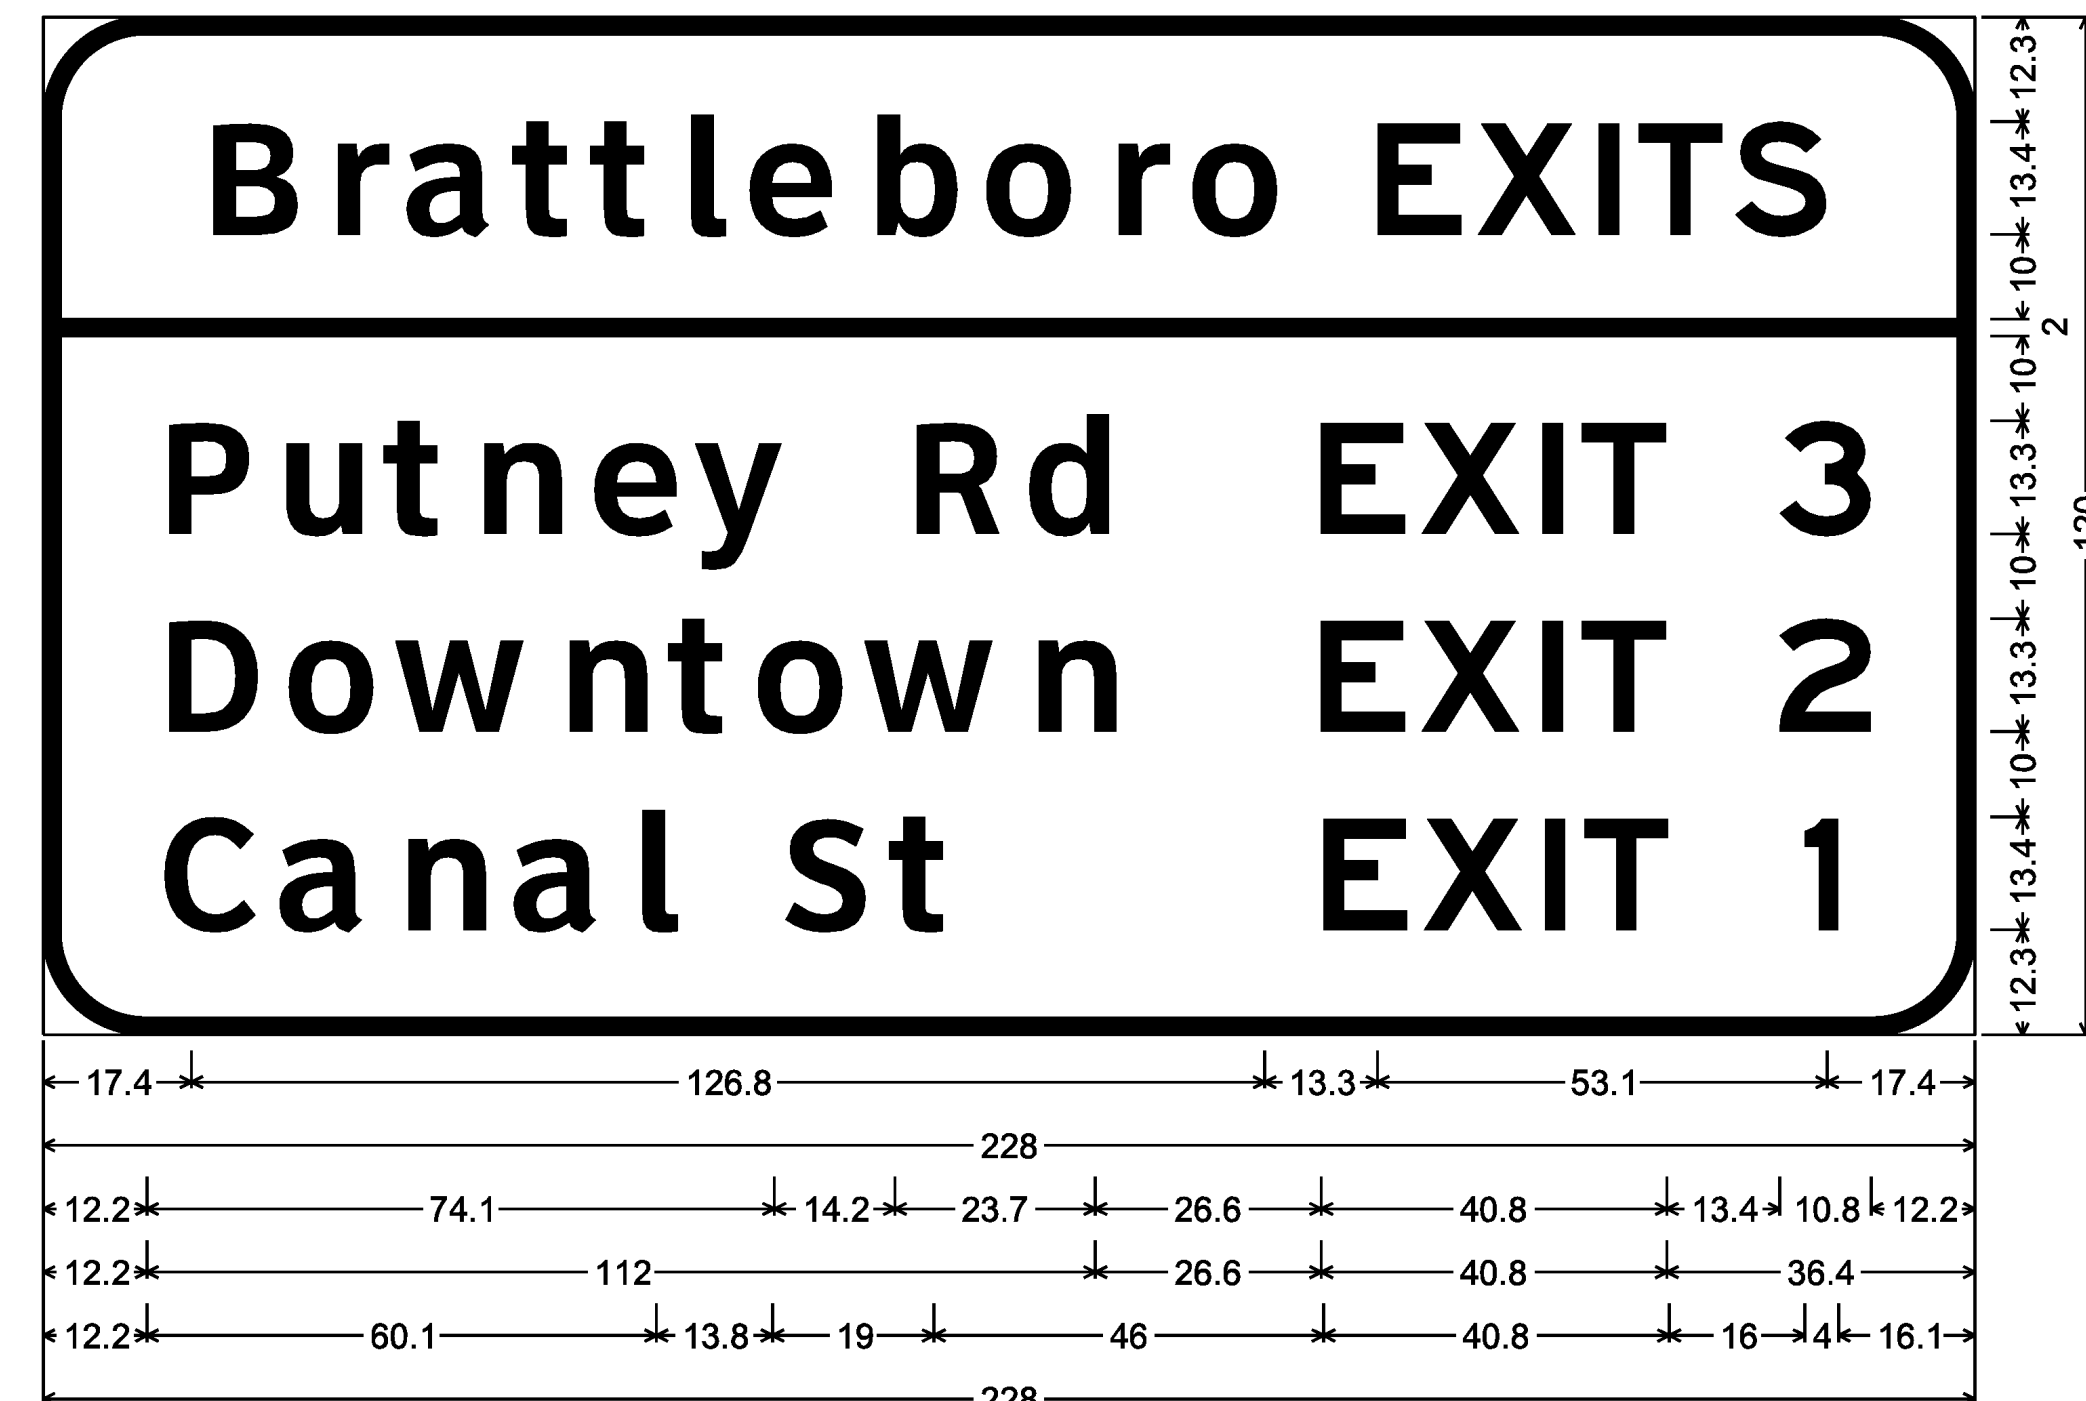 Brattleboro EXITS
Putney Rd EXIT 3
Downtown EXIT 2
Canal St EXIT 1
12.3
13.4
10
2
10
13.3
10
13.3
10
13.4
12.3
120
17.4 126.8 13.3 53.1 17.4
228
12.2 74.1 14.2 23.7 26.6 40.8 13.4 10.8 12.2
12.2 112 26.6 40.8 36.4
12.2 60.1 13.8 19 46 40.8 16 4 16.1
228